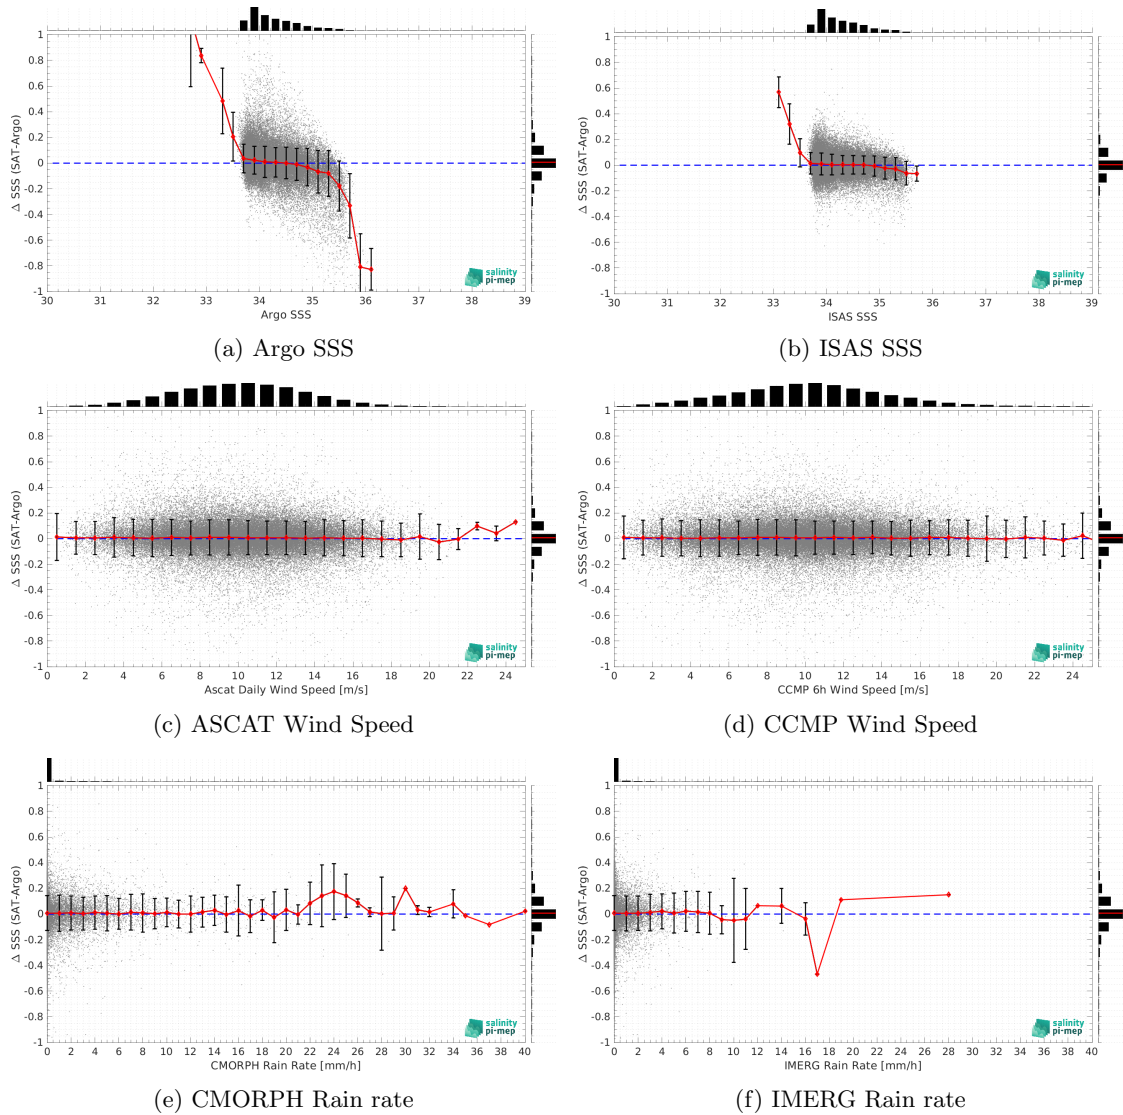 1
0.8
0.6
0.4
0.2
0
-0.2
-0.4
-0.6
-0.8
-1
Δ SSS (SAT-Argo)
30 31 32 33 34 35 36 37 38 39
Argo SSS
salinity
pi-mep
(a) Argo SSS
1
0.8
0.6
0.4
0.2
0
-0.2
-0.4
-0.6
-0.8
-1
Δ SSS (SAT-Argo)
30 31 32 33 34 35 36 37 38 39
ISAS SSS
salinity
pi-mep
(b) ISAS SSS
1
0.8
0.6
0.4
0.2
0
-0.2
-0.4
-0.6
-0.8
-1
Δ SSS (SAT-Argo)
0 2 4 6 8 10 12 14 16 18 20 22 24
Ascat Daily Wind Speed [m/s]
salinity
pi-mep
(c) ASCAT Wind Speed
1
0.8
0.6
0.4
0.2
0
-0.2
-0.4
-0.6
-0.8
-1
Δ SSS (SAT-Argo)
0 2 4 6 8 10 12 14 16 18 20 22 24
CCMP 6h Wind Speed [m/s]
salinity
pi-mep
(d) CCMP Wind Speed
1
0.8
0.6
0.4
0.2
0
-0.2
-0.4
-0.6
-0.8
-1
Δ SSS (SAT-Argo)
0 2 4 6 8 10 12 14 16 18 20 22 24 26 28 30 32 34 36 38 40
CMORPH Rain Rate [mm/h]
salinity
pi-mep
(e) CMORPH Rain rate
1
0.8
0.6
0.4
0.2
0
-0.2
-0.4
-0.6
-0.8
-1
Δ SSS (SAT-Argo)
0 2 4 6 8 10 12 14 16 18 20 22 24 26 28 30 32 34 36 38 40
IMERG Rain Rate [mm/h]
salinity
pi-mep
(f) IMERG Rain rate